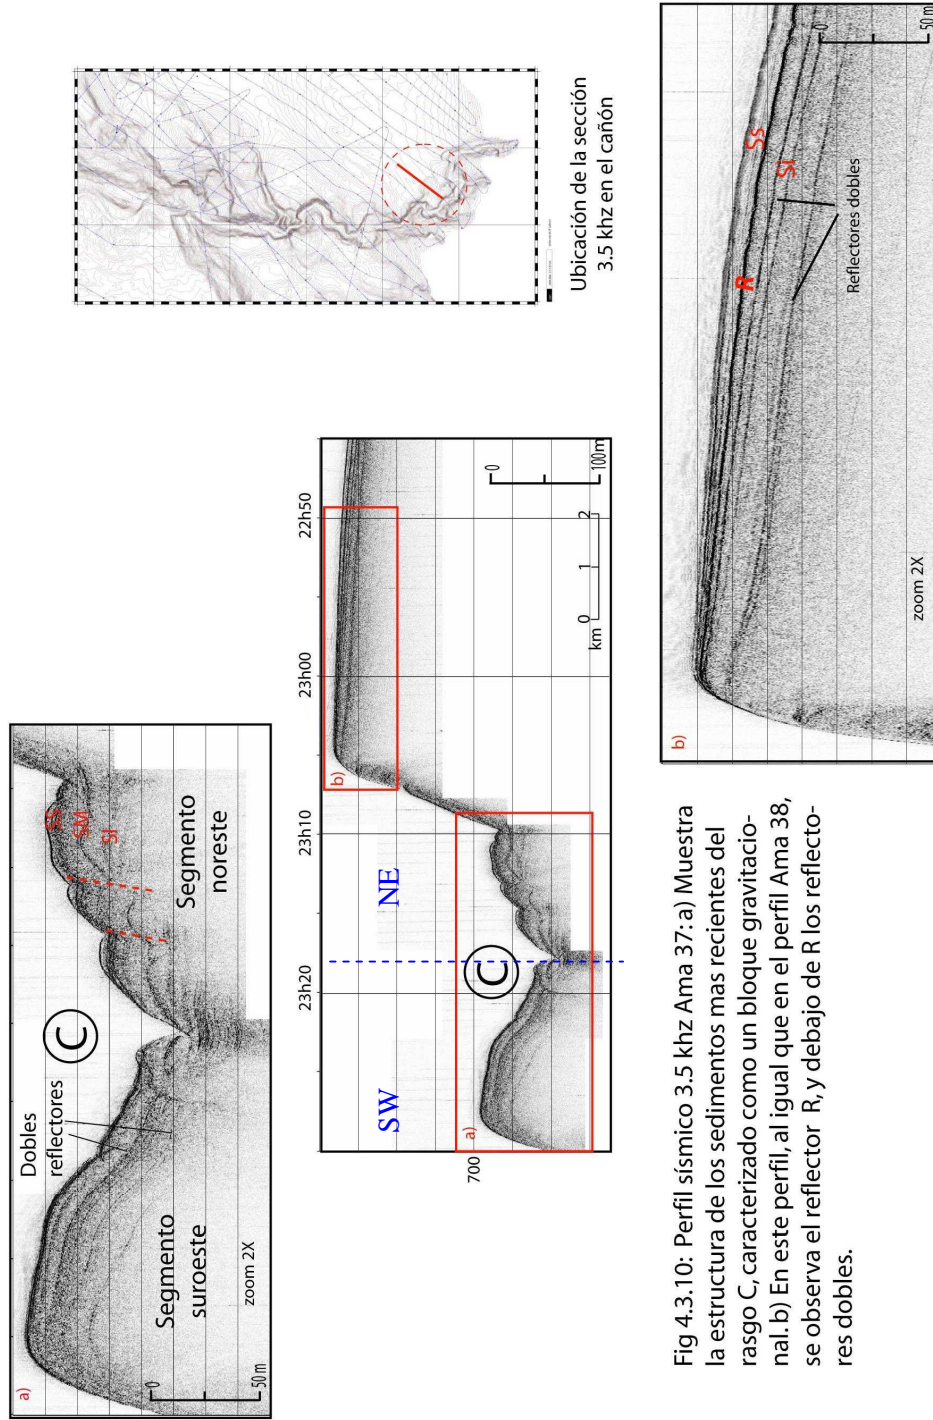 a)
Dobles
reflectores
C
SS
SM
SI
Segmento
suroeste
Segmento
noreste
zoom 2X
0
50 m
Ubicación de la sección
3.5 khz en el cañón
SW
NE
C
a)
b)
700
23h20
23h10
23h00
22h50
km
0
1
2
0
100m
Fig 4.3.10: Perfil sísmico 3.5 khz Ama 37: a) Muestra
la estructura de los sedimentos mas recientes del
rasgo C, caracterizado como un bloque gravitacio-
nal. b) En este perfil, al igual que en el perfil Ama 38,
se observa el reflector R, y debajo de R los reflecto-
res dobles.
b)
R
Ss
Si
Reflectores dobles
zoom 2X
0
50 m